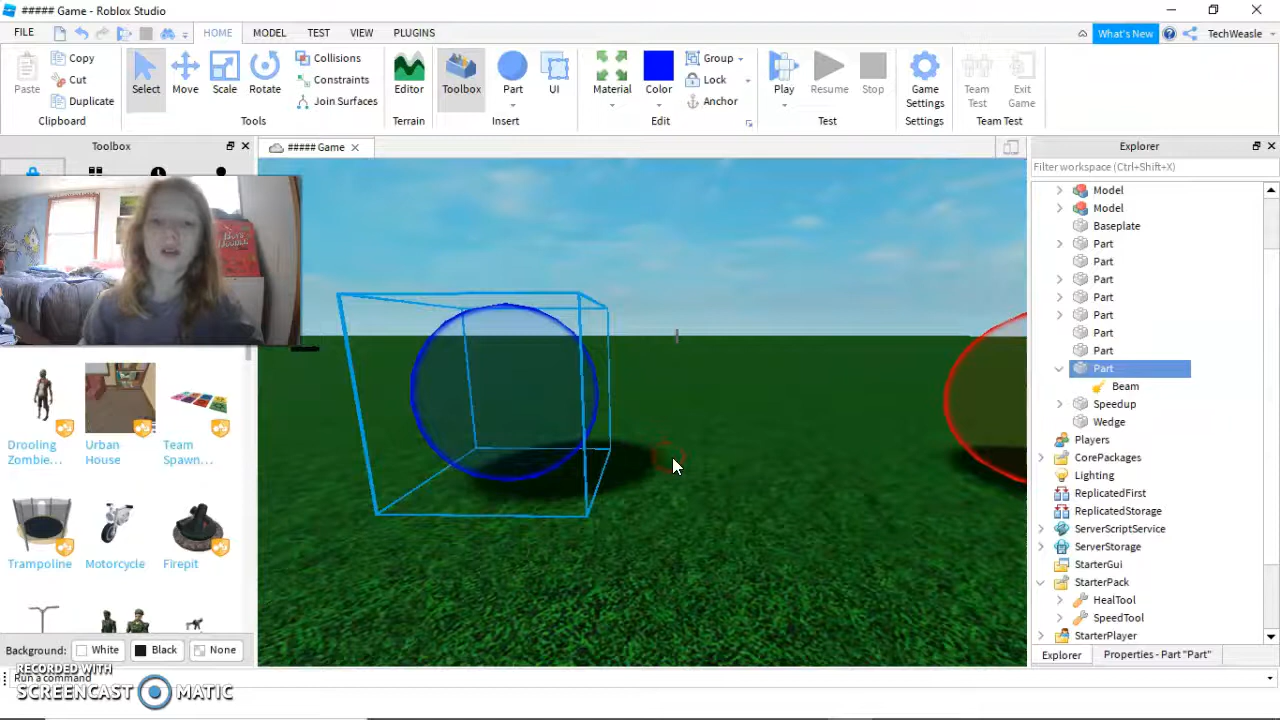 ##### Game - Roblox Studio
FILE HOME MODEL TEST VIEW PLUGINS What's New TechWeasle
Paste Copy Cut Duplicate Clipboard
Select Move Scale Rotate Collisions Constraints Join Surfaces Tools
Editor Terrain
Toolbox Part UI Insert
Material Color Group Lock Anchor Edit
Play Resume Stop Test
Game Settings Settings
Team Test Exit Game Team Test
Toolbox
##### Game
Drooling Zombie...
Urban House
Team Spawn...
Trampoline
Motorcycle
Firepit
Background: White Black None
RECORDED WITH
SCREENCAST MATIC
Run a command
Explorer
Filter workspace (Ctrl+Shift+X)
Model
Model
Baseplate
Part
Part
Part
Part
Part
Part
Part
Part
Beam
Speedup
Wedge
Players
CorePackages
Lighting
ReplicatedFirst
ReplicatedStorage
ServerScriptService
ServerStorage
StarterGui
StarterPack
HealTool
SpeedTool
StarterPlayer
Explorer Properties - Part "Part"